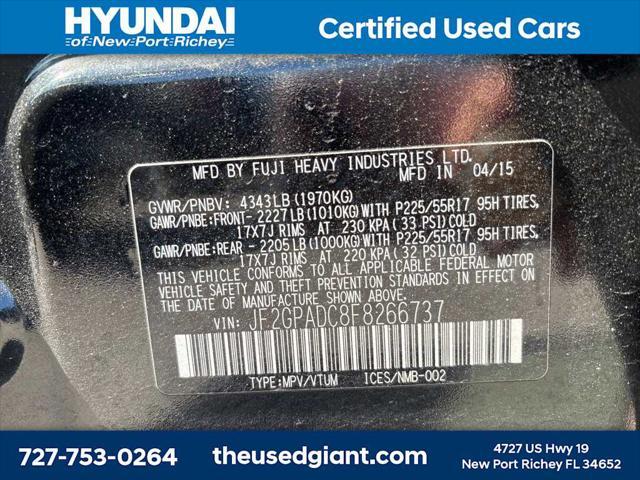 HYUNDAI
of New Port Richey
Certified Used Cars
MFD BY FUJI HEAVY INDUSTRIES LTD.
MFD IN 04/15
GVWR/PNBV: 4343LB(1970KG)
GAWR/PNBE:FRONT- 2227LB(1010KG)WITH P225/55R17 95H TIRES,
17X7J RIMS AT 230 KPA(33 PSI)COLD
GAWR/PNBE:REAR - 2205LB(1000KG)WITH P225/55R17 95H TIRES,
17X7J RIMS AT 220 KPA(32 PSI)COLD
THIS VEHICLE CONFORMS TO ALL APPLICABLE FEDERAL MOTOR
VEHICLE SAFETY AND THEFT PREVENTION STANDARDS IN EFFECT ON
THE DATE OF MANUFACTURE SHOWN ABOVE.
VIN: JF2GPADC8F8266737
TYPE:MPV/VTUM ICES/NMB-002
727-753-0264
theusedgiant.com
4727 US Hwy 19
New Port Richey FL 34652